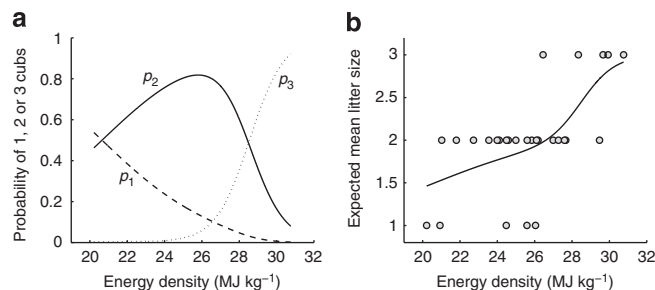 a
Probability of 1, 2 or 3 cubs
1
0.8
0.6
0.4
0.2
0
p2
p1
p3
20 22 24 26 28 30 32
Energy density (MJ kg⁻¹)
b
Expected mean litter size
3
2.5
2
1.5
1
20 22 24 26 28 30 32
Energy density (MJ kg⁻¹)